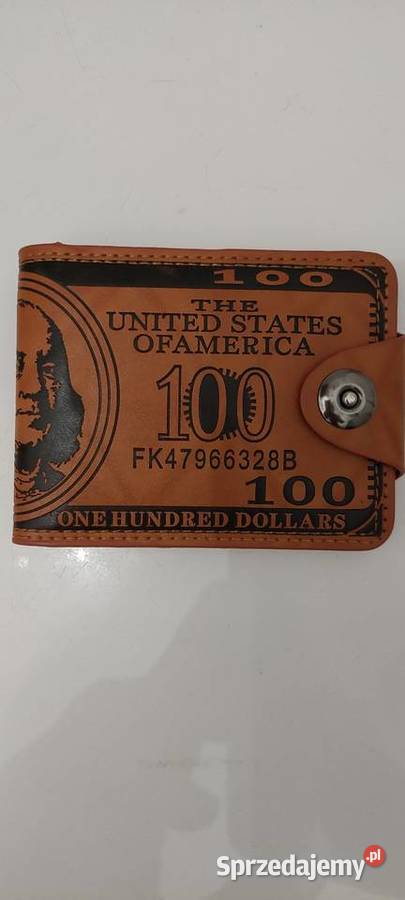 100
THE
UNITED STATES
OFAMERICA
100
FK47966328B
100
ONE HUNDRED DOLLARS
Sprzedajemy.pl